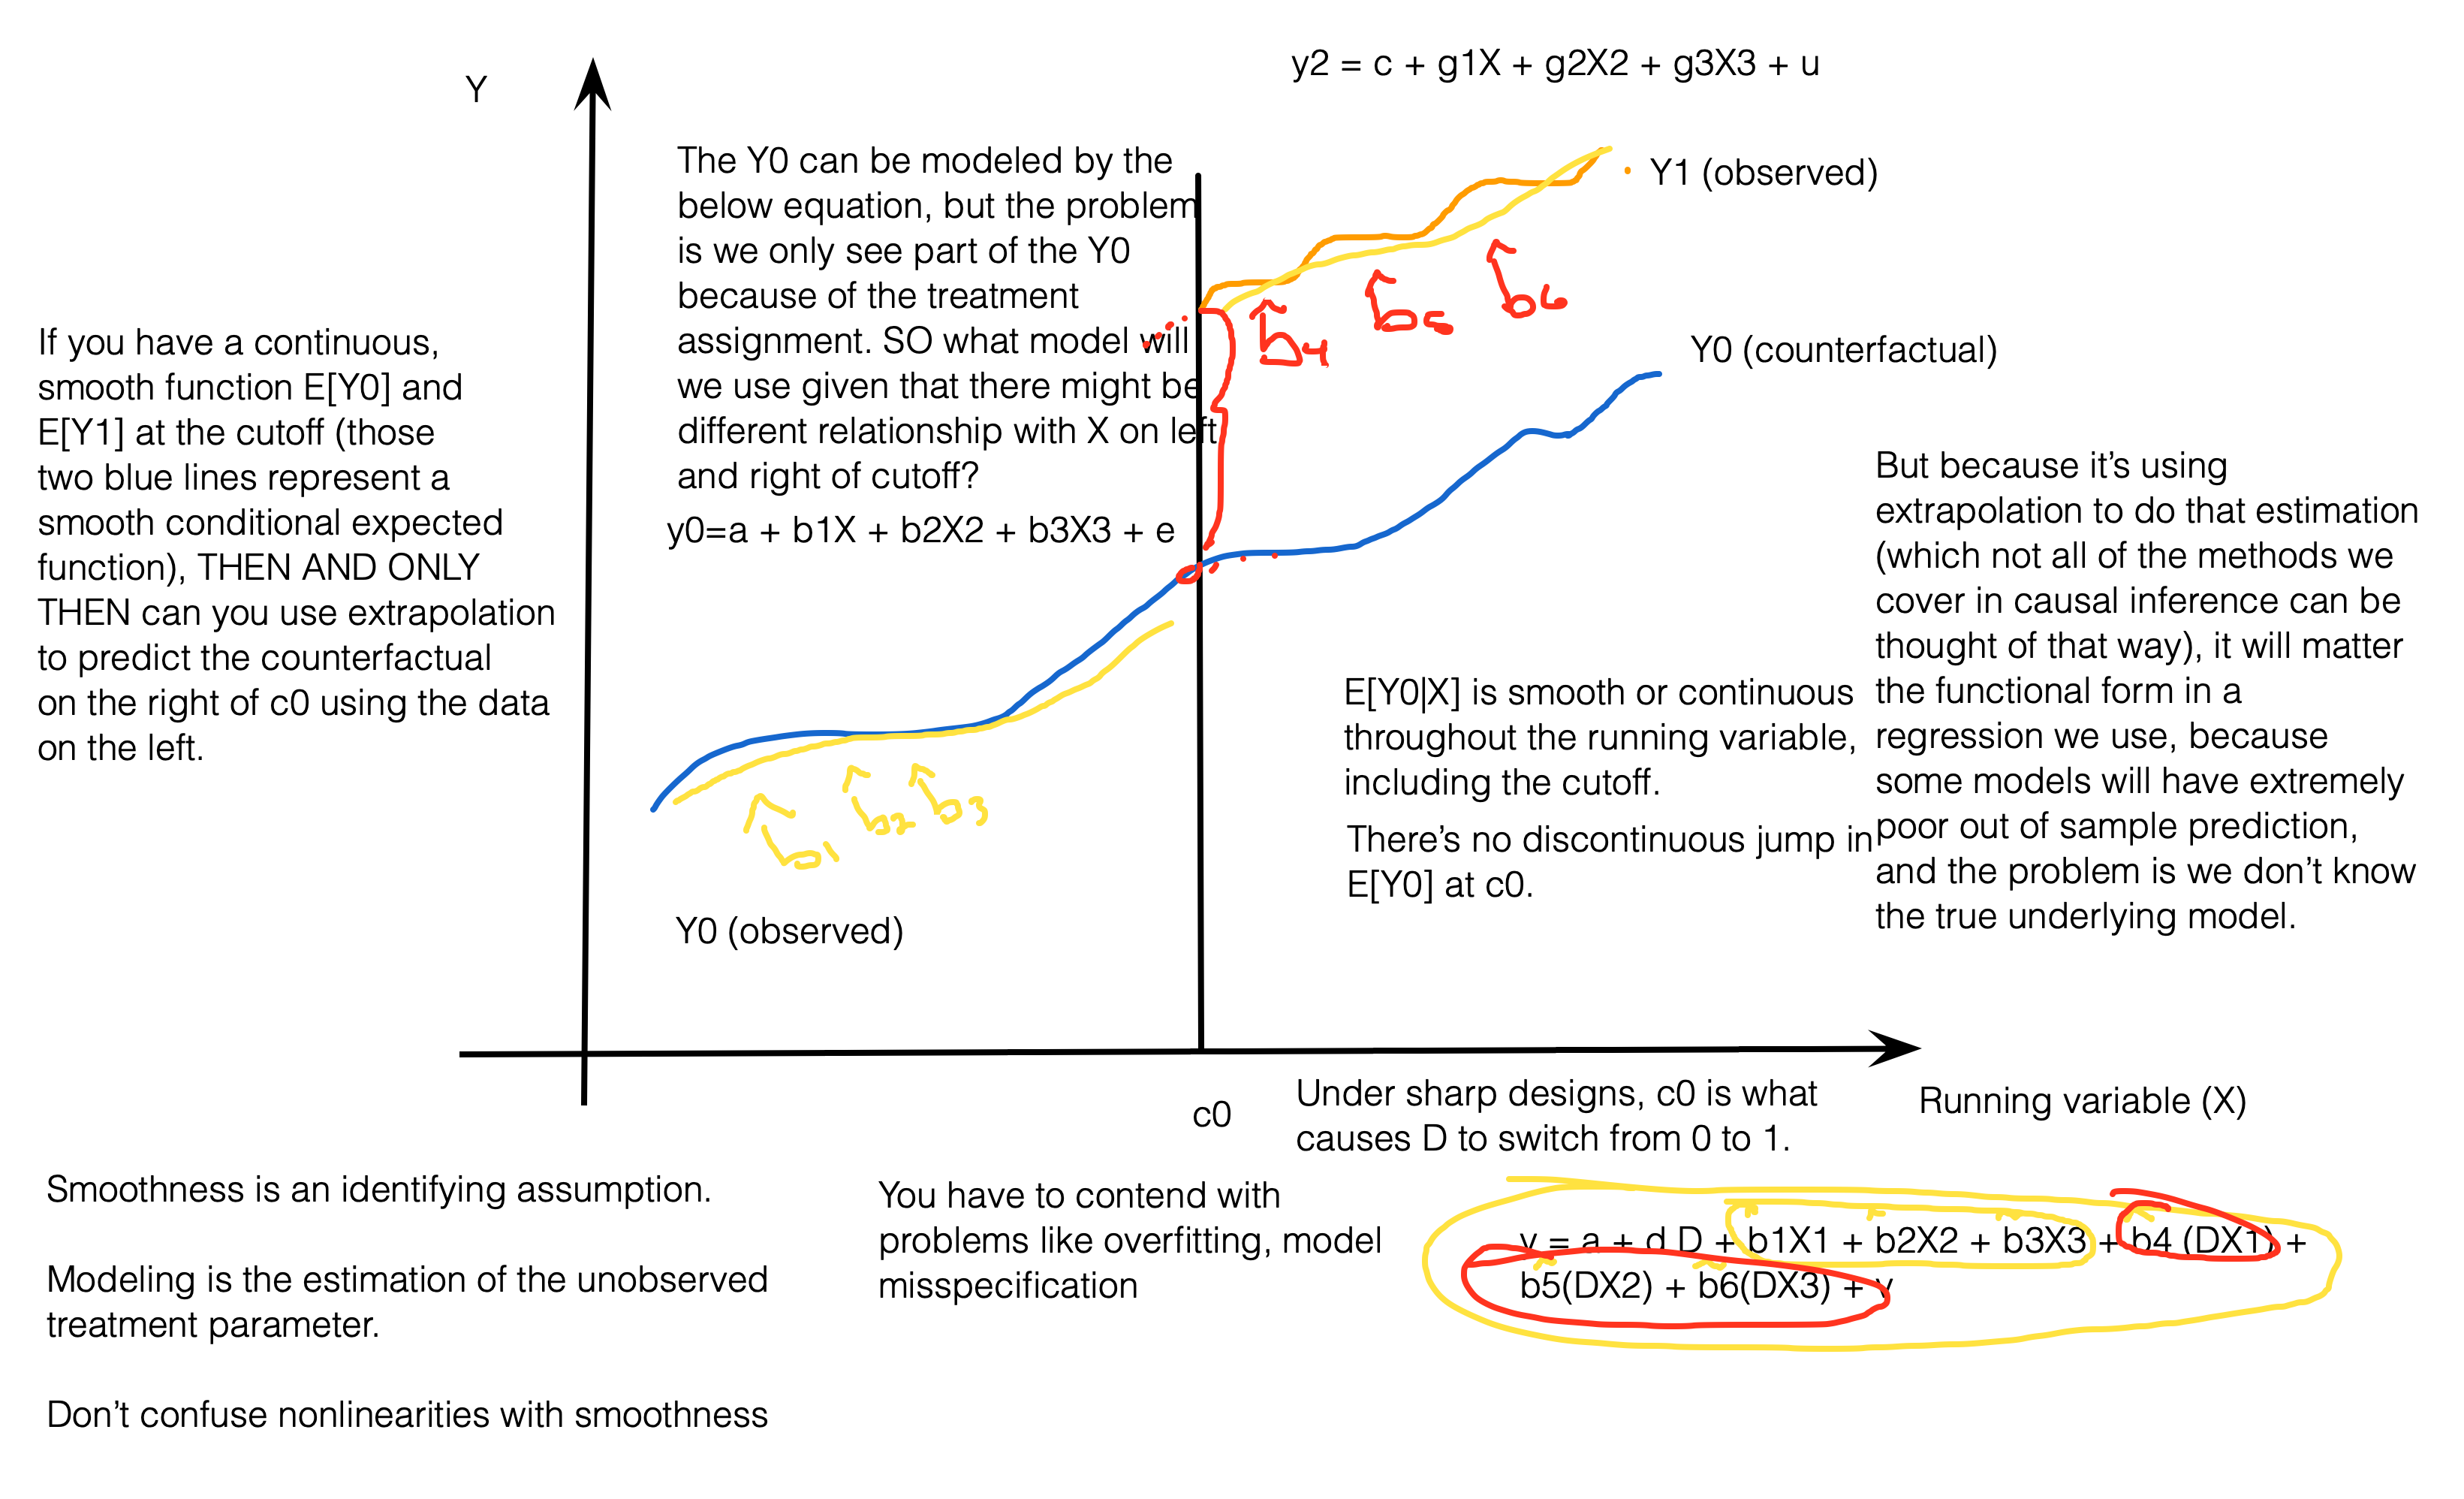 y2 = c + g1X + g2X2 + g3X3 + u
Y
The Y0 can be modeled by the
below equation, but the problem
is we only see part of the Y0
because of the treatment
assignment. SO what model will
we use given that there might be
different relationship with X on left
and right of cutoff?
y0=a + b1X + b2X2 + b3X3 + e
Y1 (observed)
b4
b5
b6
Y0 (counterfactual)
If you have a continuous,
smooth function E[Y0] and
E[Y1] at the cutoff (those
two blue lines represent a
smooth conditional expected
function), THEN AND ONLY
THEN can you use extrapolation
to predict the counterfactual
on the right of c0 using the data
on the left.
But because it’s using
extrapolation to do that estimation
(which not all of the methods we
cover in causal inference can be
thought of that way), it will matter
the functional form in a
regression we use, because
some models will have extremely
poor out of sample prediction,
and the problem is we don’t know
the true underlying model.
E[Y0|X] is smooth or continuous
throughout the running variable,
including the cutoff.
There’s no discontinuous jump in
E[Y0] at c0.
b1
b2
b3
Y0 (observed)
c0
Under sharp designs, c0 is what
causes D to switch from 0 to 1.
Running variable (X)
Smoothness is an identifying assumption.
Modeling is the estimation of the unobserved
treatment parameter.
Don’t confuse nonlinearities with smoothness
You have to contend with
problems like overfitting, model
misspecification
y = a + d D + b1X1 + b2X2 + b3X3 + b4 (DX1) +
b5(DX2) + b6(DX3) + v